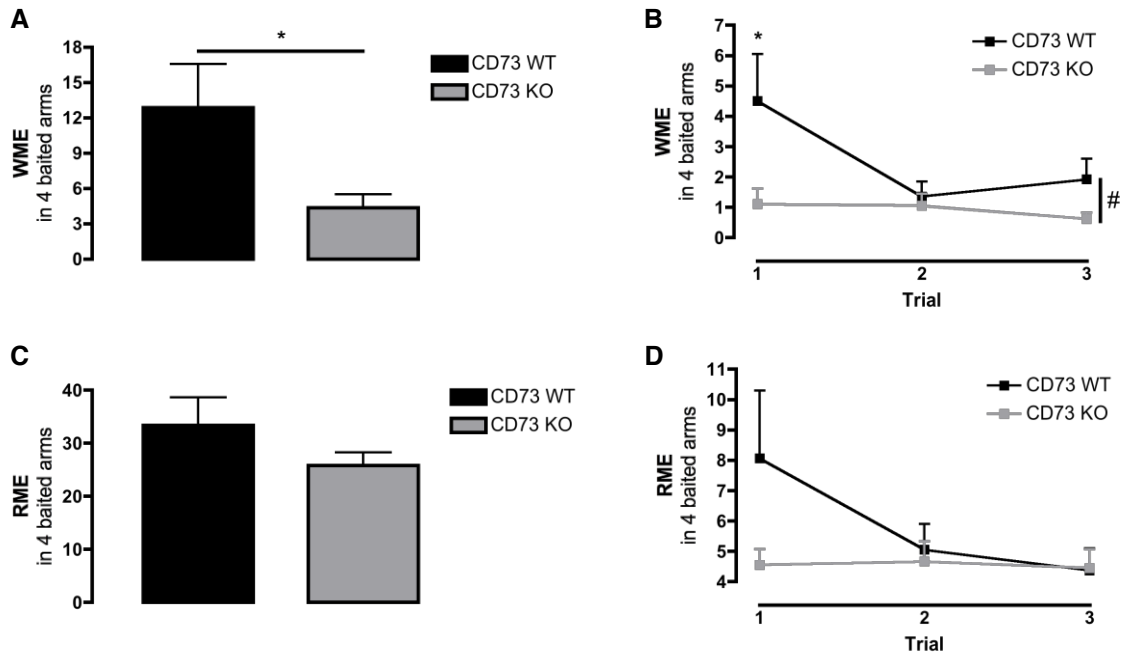 A
WME
in 4 baited arms
18
15
12
9
6
3
0
*
CD73 WT
CD73 KO
B
WME
in 4 baited arms
7
6
5
4
3
2
1
0
*
CD73 WT
CD73 KO
#
1 2 3
Trial
C
RME
in 4 baited arms
40
30
20
10
0
CD73 WT
CD73 KO
D
RME
in 4 baited arms
11
10
9
8
7
6
5
4
CD73 WT
CD73 KO
1 2 3
Trial